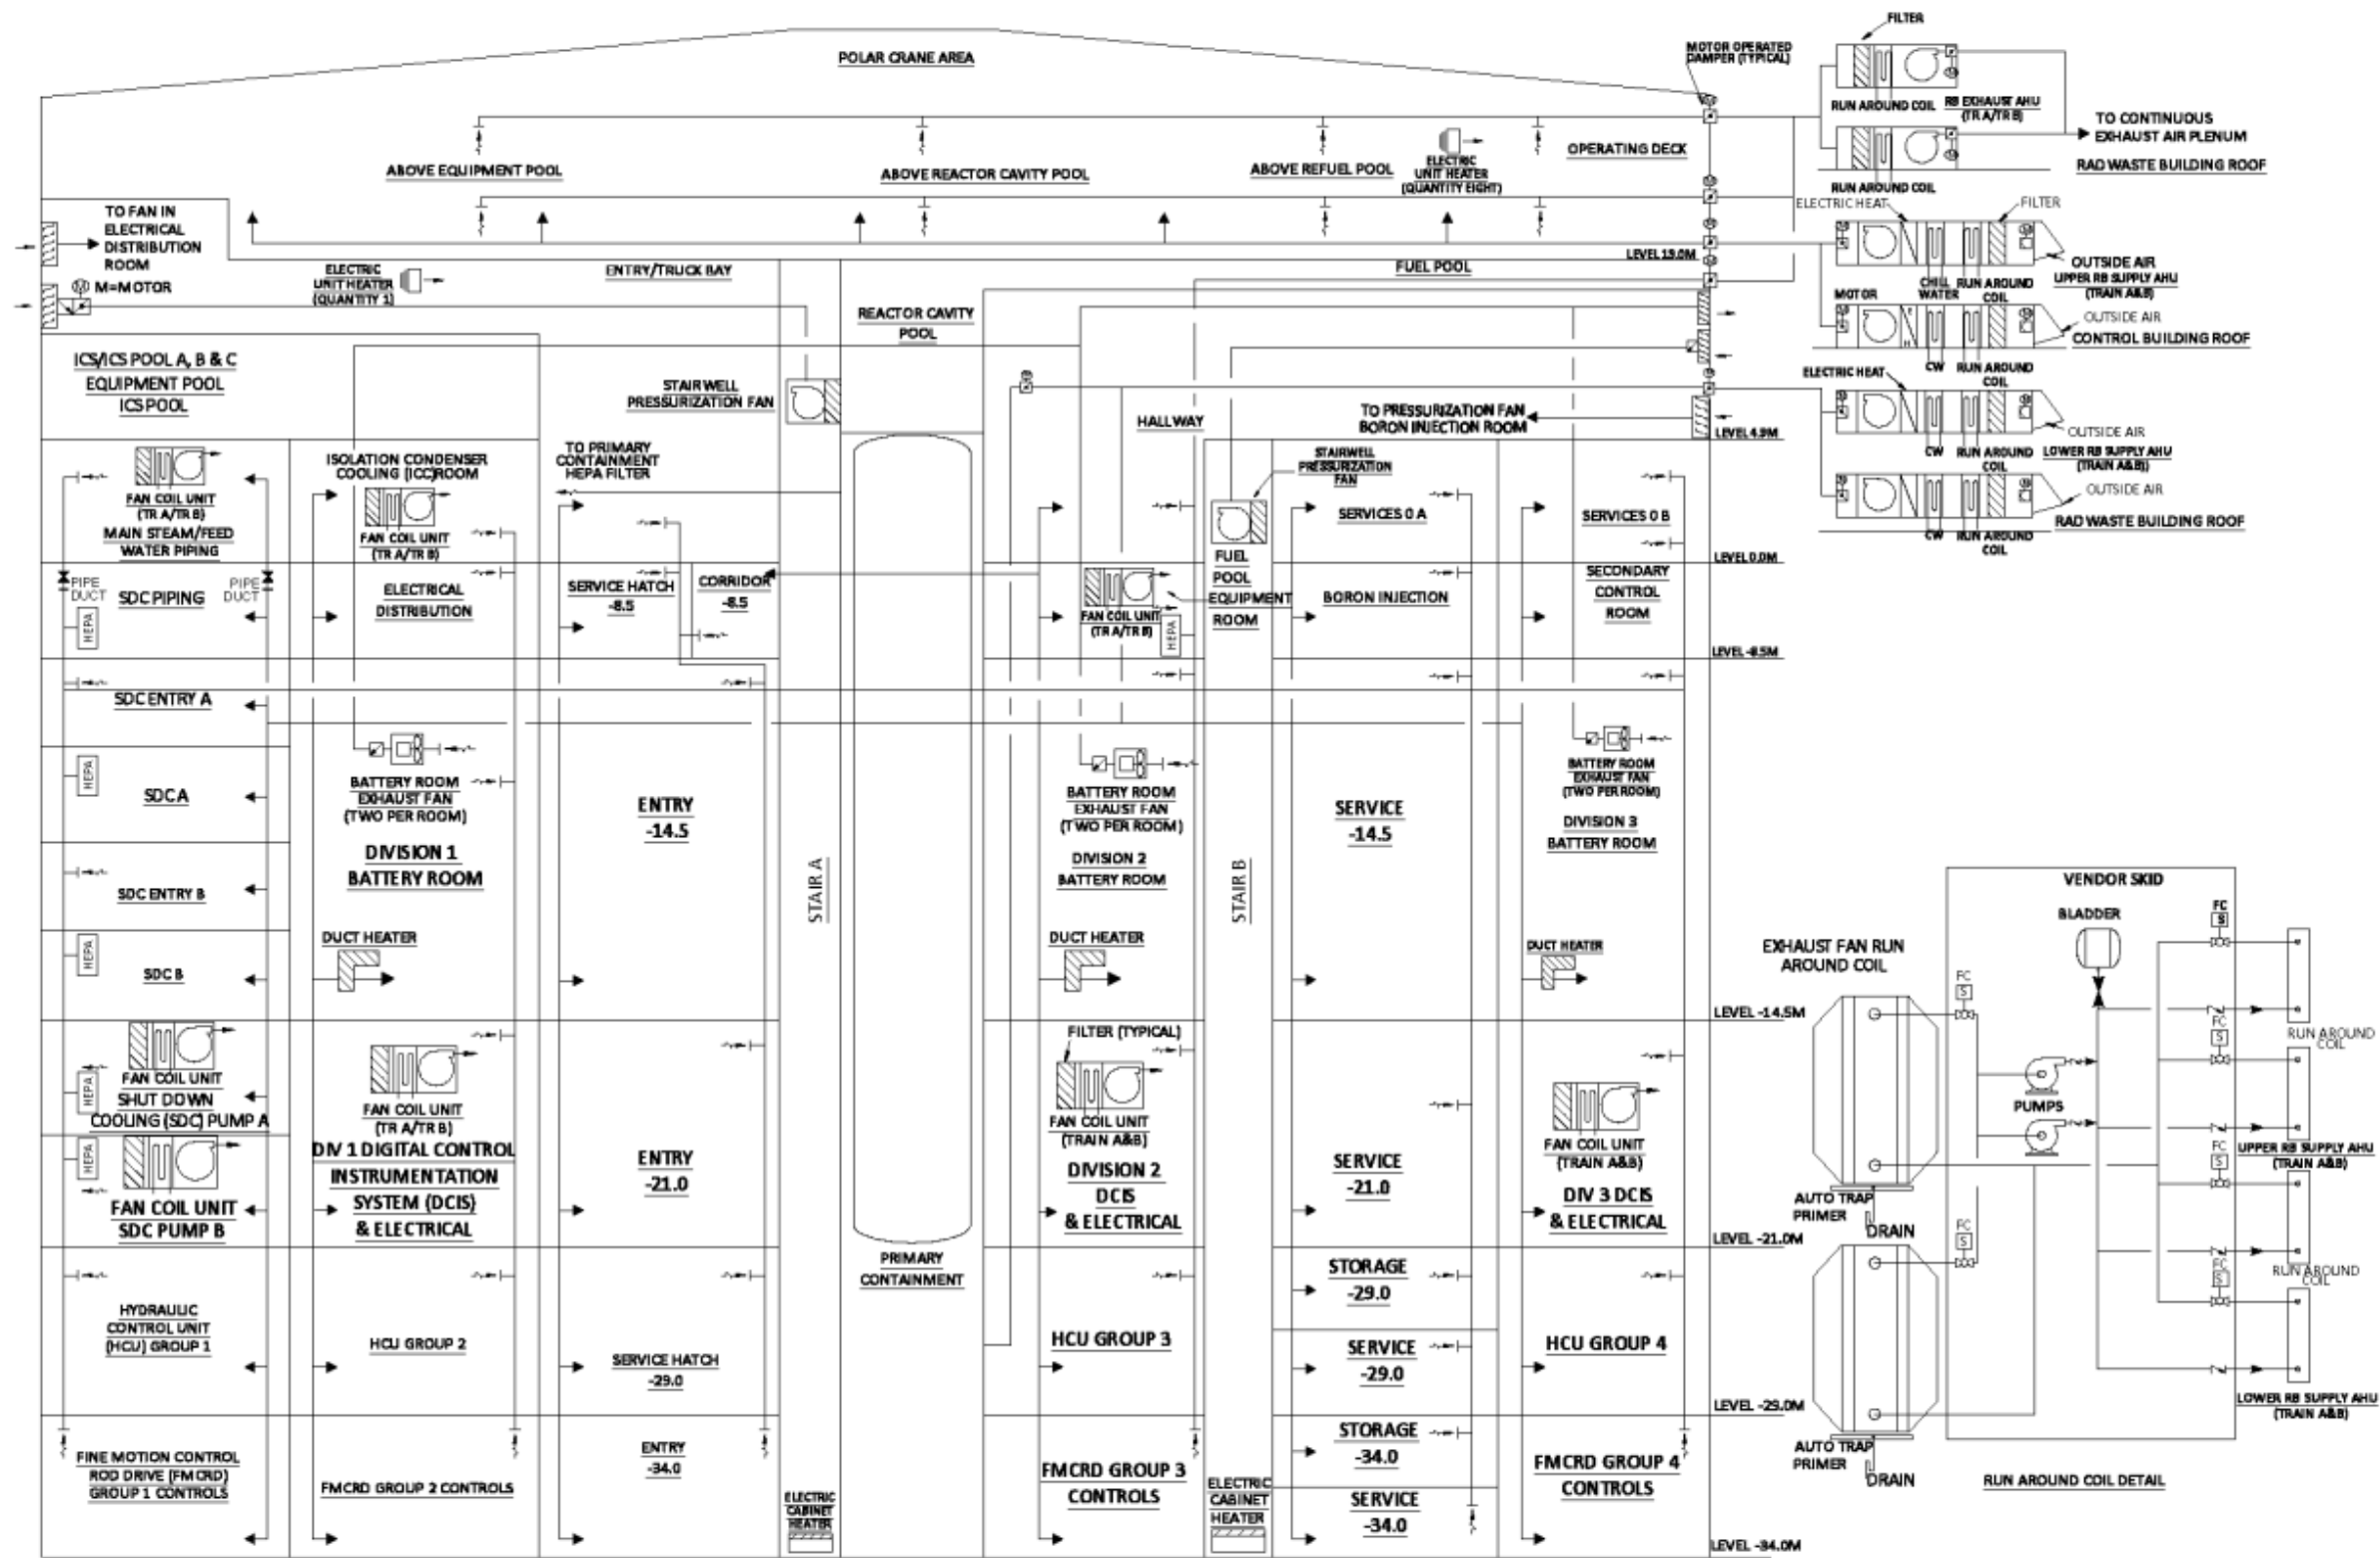 FILTER
POLAR CRANE AREA
MOTOR OPERATED
DAMPER (TYPICAL)
RUN AROUND COIL
RB EXHAUST AHU
(TR A/TR B)
TO CONTINUOUS
EXHAUST AIR PLENUM
ABOVE EQUIPMENT POOL
ABOVE REACTOR CAVITY POOL
ABOVE REFUEL POOL
ELECTRIC
UNIT HEATER
(QUANTITY EIGHT)
OPERATING DECK
RAD WASTE BUILDING ROOF
RUN AROUND COIL
ELECTRIC HEAT
FILTER
TO FAN IN
ELECTRICAL
DISTRIBUTION
ROOM
M=MOTOR
ELECTRIC
UNIT HEATER
(QUANTITY 1)
ENTRY/TRUCK BAY
FUEL POOL
LEVEL 19.0M
OUTSIDE AIR
UPPER RB SUPPLY AHU
(TRAIN A&B)
MOTOR
CHILL
WATER
RUN AROUND
COIL
OUTSIDE AIR
CONTROL BUILDING ROOF
CW
RUN AROUND
COIL
ELECTRIC HEAT
REACTOR CAVITY
POOL
ICS/ICS POOL A, B & C
EQUIPMENT POOL
ICS POOL
STAIRWELL
PRESSURIZATION FAN
HALLWAY
TO PRESSURIZATION FAN
BORON INJECTION ROOM
LEVEL 4.9M
OUTSIDE AIR
CW
RUN AROUND
COIL
LOWER RB SUPPLY AHU
(TRAIN A&B))
OUTSIDE AIR
RAD WASTE BUILDING ROOF
CW
RUN AROUND
COIL
FAN COIL UNIT
(TR A/TR B)
MAIN STEAM/FEED
WATER PIPING
ISOLATION CONDENSER
COOLING (ICC)ROOM
FAN COIL UNIT
(TR A/TR B)
TO PRIMARY
CONTAINMENT
HEPA FILTER
STAIRWELL
PRESSURIZATION
FAN
SERVICES 0 A
SERVICES 0 B
LEVEL 0.0M
PIPE
DUCT
SDC PIPING
PIPE
DUCT
HEPA
ELECTRICAL
DISTRIBUTION
SERVICE HATCH
-8.5
CORRIDOR
-8.5
FAN COIL UNIT
(TR A/TR B)
HEPA
FUEL
POOL
EQUIPMENT
ROOM
BORON INJECTION
SECONDARY
CONTROL
ROOM
LEVEL -8.5M
SDC ENTRY A
HEPA
SDC A
BATTERY ROOM
EXHAUST FAN
(TWO PER ROOM)
DIVISION 1
BATTERY ROOM
ENTRY
-14.5
BATTERY ROOM
EXHAUST FAN
(TWO PER ROOM)
DIVISION 2
BATTERY ROOM
SERVICE
-14.5
BATTERY ROOM
EXHAUST FAN
(TWO PER ROOM)
DIVISION 3
BATTERY ROOM
SDC ENTRY B
STAIR A
STAIR B
HEPA
SDC B
DUCT HEATER
DUCT HEATER
DUCT HEATER
LEVEL -14.5M
FAN COIL UNIT
SHUT DOWN
COOLING (SDC) PUMP A
HEPA
FAN COIL UNIT
(TR A/TR B)
DIV 1 DIGITAL CONTROL
INSTRUMENTATION
SYSTEM (DCIS)
& ELECTRICAL
ENTRY
-21.0
FILTER (TYPICAL)
FAN COIL UNIT
(TRAIN A&B)
DIVISION 2
DCIS
& ELECTRICAL
SERVICE
-21.0
FAN COIL UNIT
(TRAIN A&B)
DIV 3 DCIS
& ELECTRICAL
HEPA
FAN COIL UNIT
SDC PUMP B
LEVEL -21.0M
PRIMARY
CONTAINMENT
HYDRAULIC
CONTROL UNIT
(HCU) GROUP 1
HCU GROUP 2
SERVICE HATCH
-29.0
HCU GROUP 3
STORAGE
-29.0
SERVICE
-29.0
HCU GROUP 4
LEVEL -29.0M
FINE MOTION CONTROL
ROD DRIVE (FMCRD)
GROUP 1 CONTROLS
FMCRD GROUP 2 CONTROLS
ENTRY
-34.0
ELECTRIC
CABINET
HEATER
FMCRD GROUP 3
CONTROLS
ELECTRIC
CABINET
HEATER
STORAGE
-34.0
SERVICE
-34.0
FMCRD GROUP 4
CONTROLS
LEVEL -34.0M
VENDOR SKID
BLADDER
FC
S
EXHAUST FAN RUN
AROUND COIL
FC
S
FC
S
RUN AROUND
COIL
PUMPS
FC
S
UPPER RB SUPPLY AHU
(TRAIN A&B)
AUTO TRAP
PRIMER
DRAIN
FC
S
FC
S
RUN AROUND
COIL
LOWER RB SUPPLY AHU
(TRAIN A&B)
AUTO TRAP
PRIMER
DRAIN
RUN AROUND COIL DETAIL